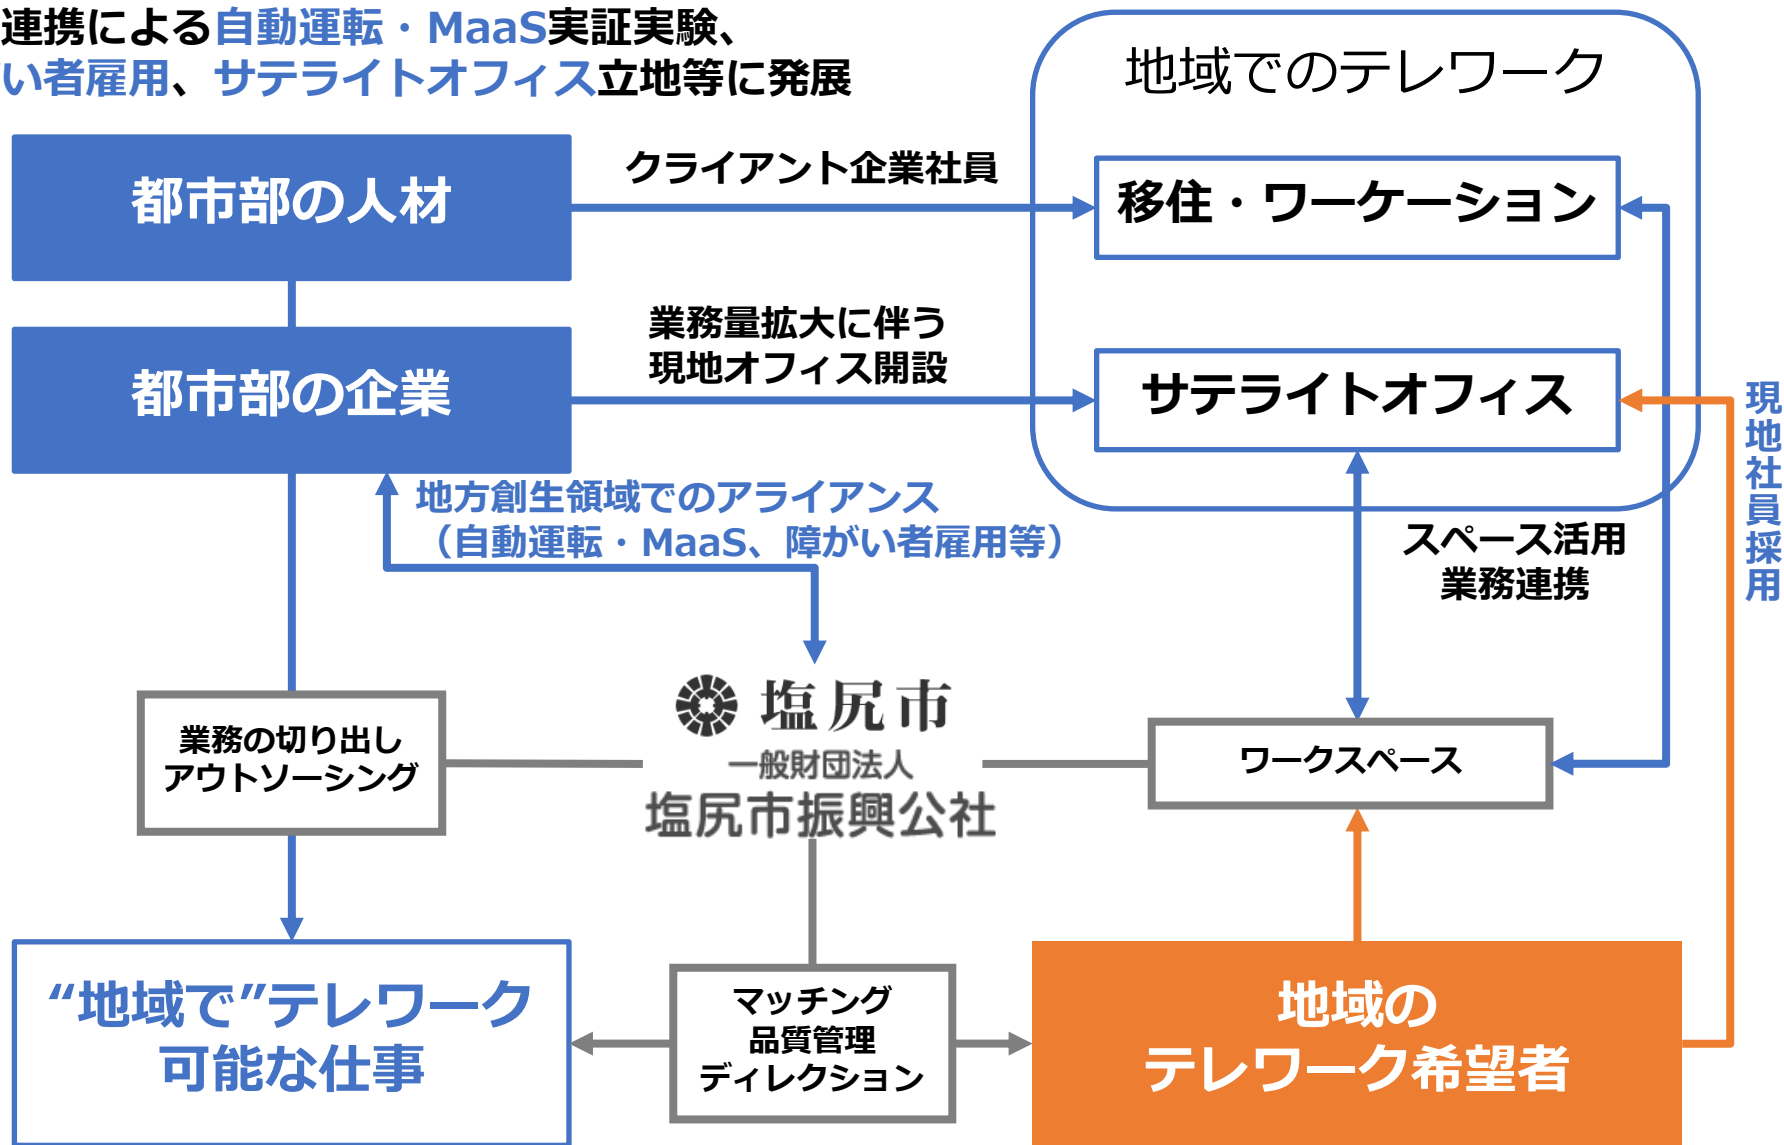 連携による自動運転・MaaS実証実験、
い者雇用、サテライトオフィス立地等に発展
地域でのテレワーク
都市部の人材
クライアント企業社員
移住・ワーケーション
都市部の企業
業務量拡大に伴う
現地オフィス開設
サテライトオフィス
現地社員採用
地方創生領域でのアライアンス
（自動運転・MaaS、障がい者雇用等）
スペース活用
業務連携
業務の切り出し
アウトソーシング
塩尻市
一般財団法人
塩尻市振興公社
ワークスペース
“地域で”テレワーク
可能な仕事
マッチング
品質管理
ディレクション
地域の
テレワーク希望者